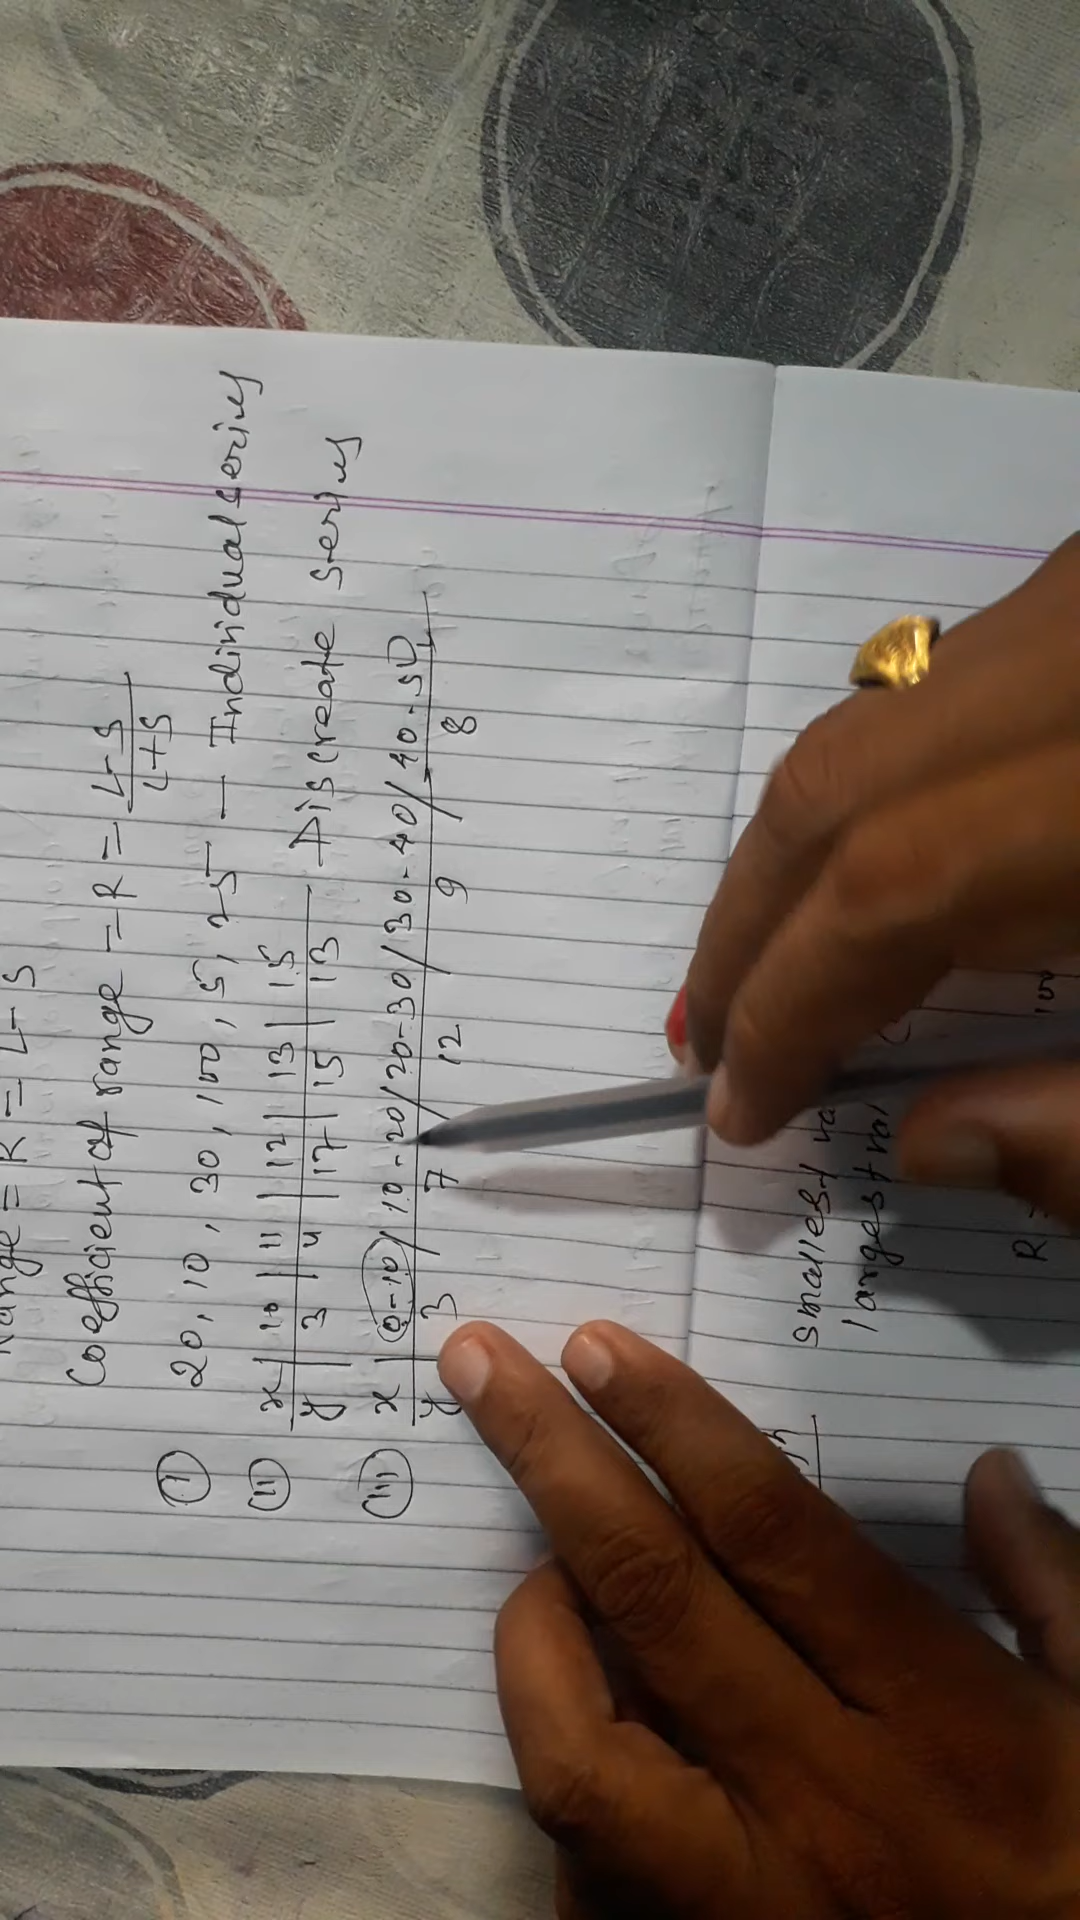 Range = R = L-S
Coefficient of range = R = L-S
L+S
(I) 20, 10, 30, 100, 5, 25 — Individual series
(II) x | 10 | 11 | 12 | 13 | 15
y | 3 | 4 | 17 | 15 | 13 — Discreate series
(III) x | 0-10 / 10-20 / 20-30 / 30-40 / 40-50
y 3 7 12 9 8
smallest
largest
R =
100